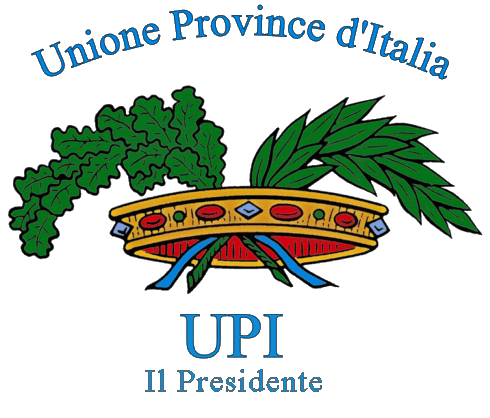 Unione Province d'Italia
UPI
Il Presidente